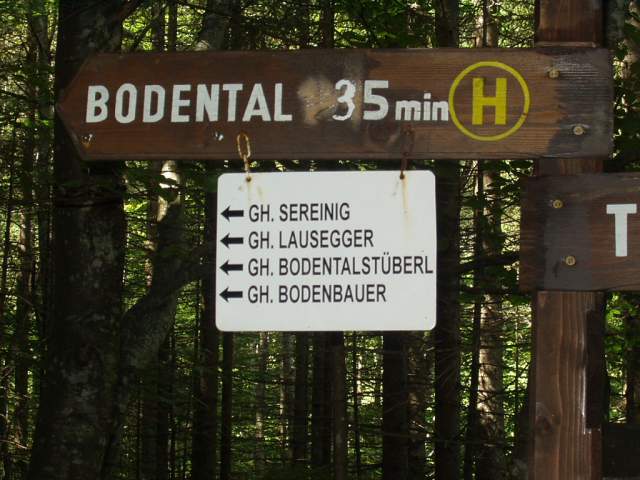 BODENTAL 35 min H
T
GH. SEREINIG
GH. LAUSEGGER
GH. BODENTALSTÜBERL
GH. BODENBAUER